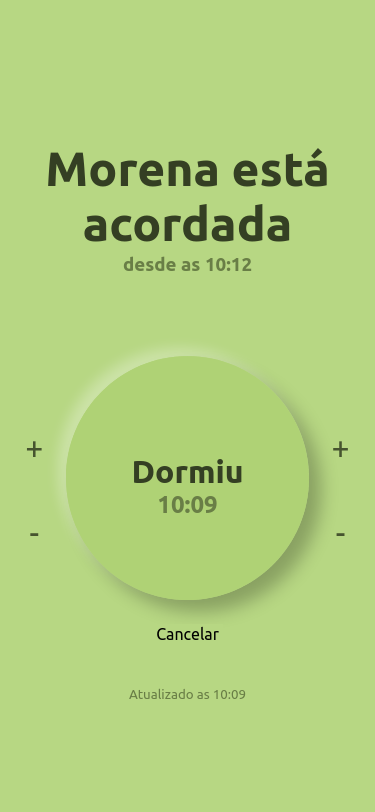 Morena está
acordada
desde as 10:12
+ +
Dormiu
10:09
- -
Cancelar
Atualizado as 10:09